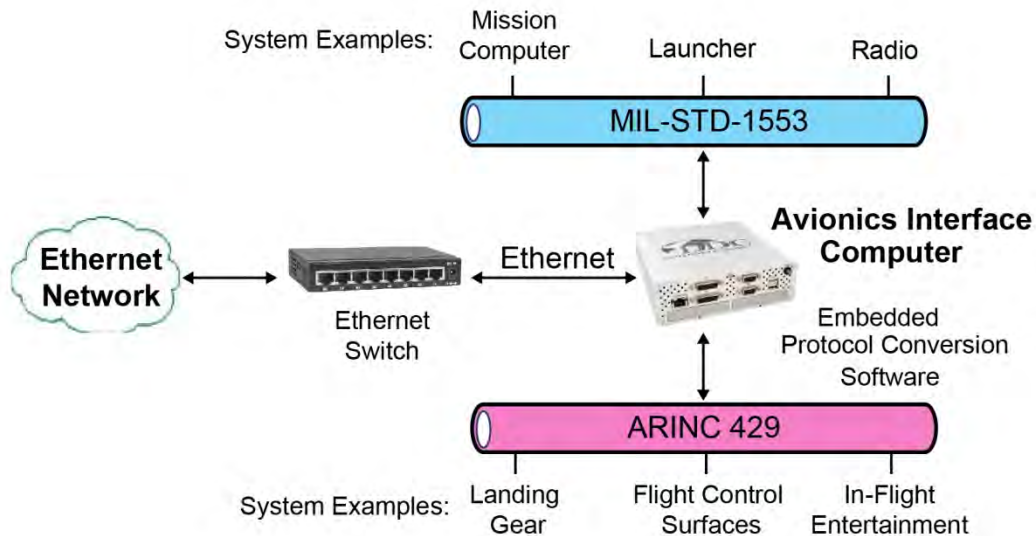 System Examples:
Mission
Computer
Launcher
Radio
MIL-STD-1553
Ethernet
Network
Ethernet
Switch
Ethernet
Avionics Interface
Computer
Embedded
Protocol Conversion
Software
ARINC 429
System Examples:
Landing
Gear
Flight Control
Surfaces
In-Flight
Entertainment